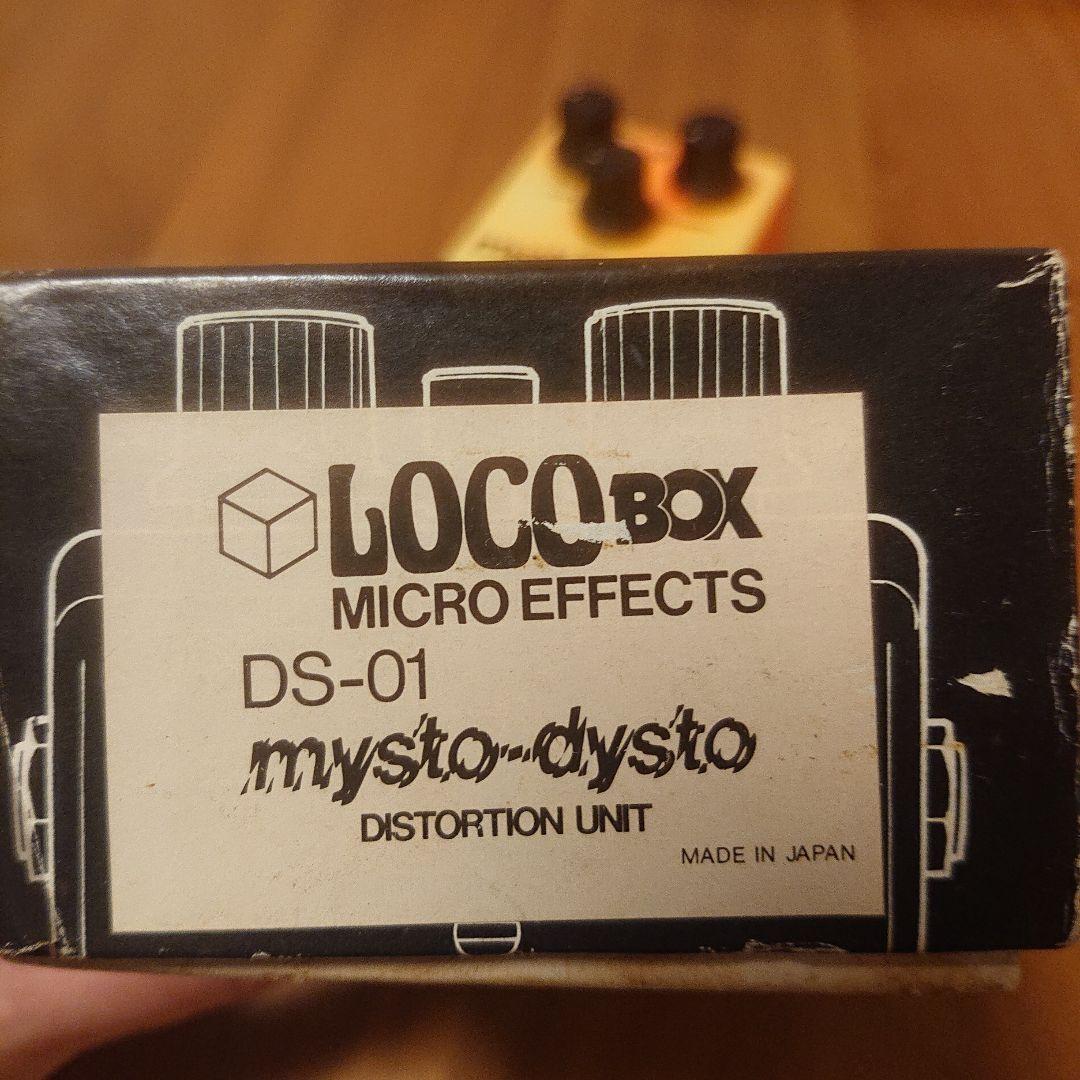 LOCO BOX
MICRO EFFECTS
DS-01
mysto-dysto
DISTORTION UNIT
MADE IN JAPAN